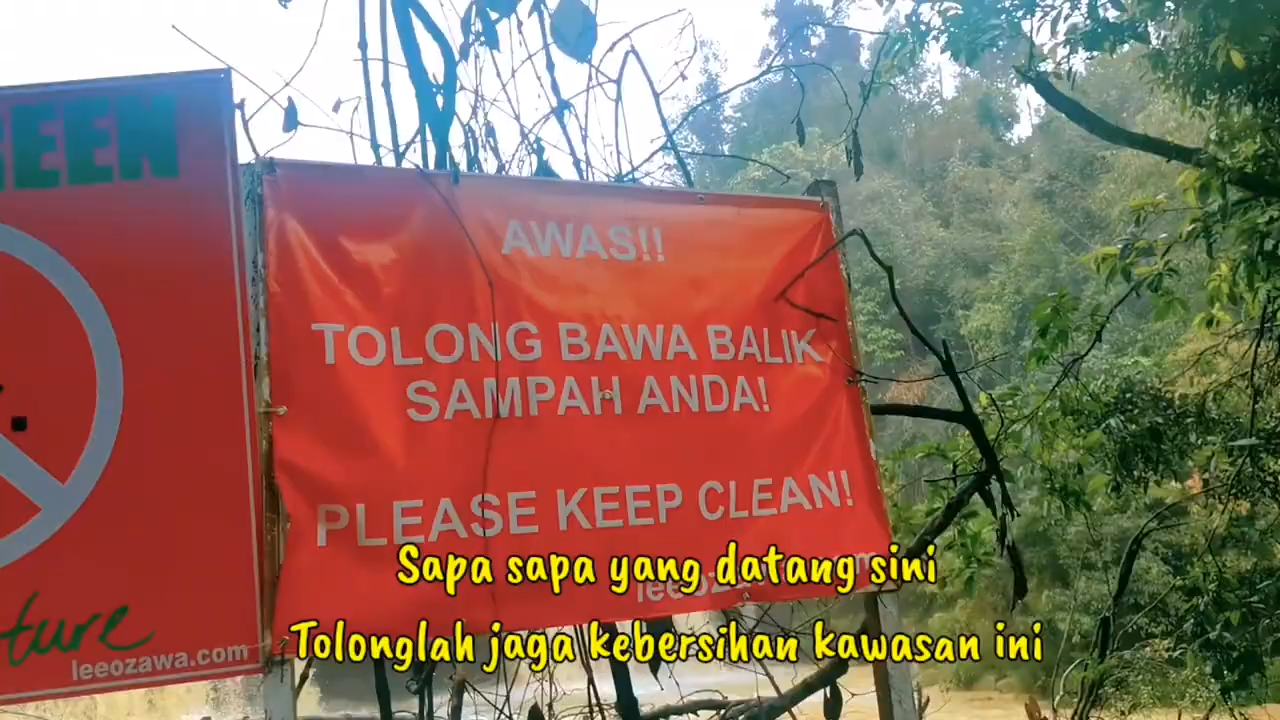 EEN
ture
leeozawa.com
AWAS!!
TOLONG BAWA BALIK
SAMPAH ANDA!
PLEASE KEEP CLEAN!
Sapa sapa yang datang sini
Tolonglah jaga kebersihan kawasan ini